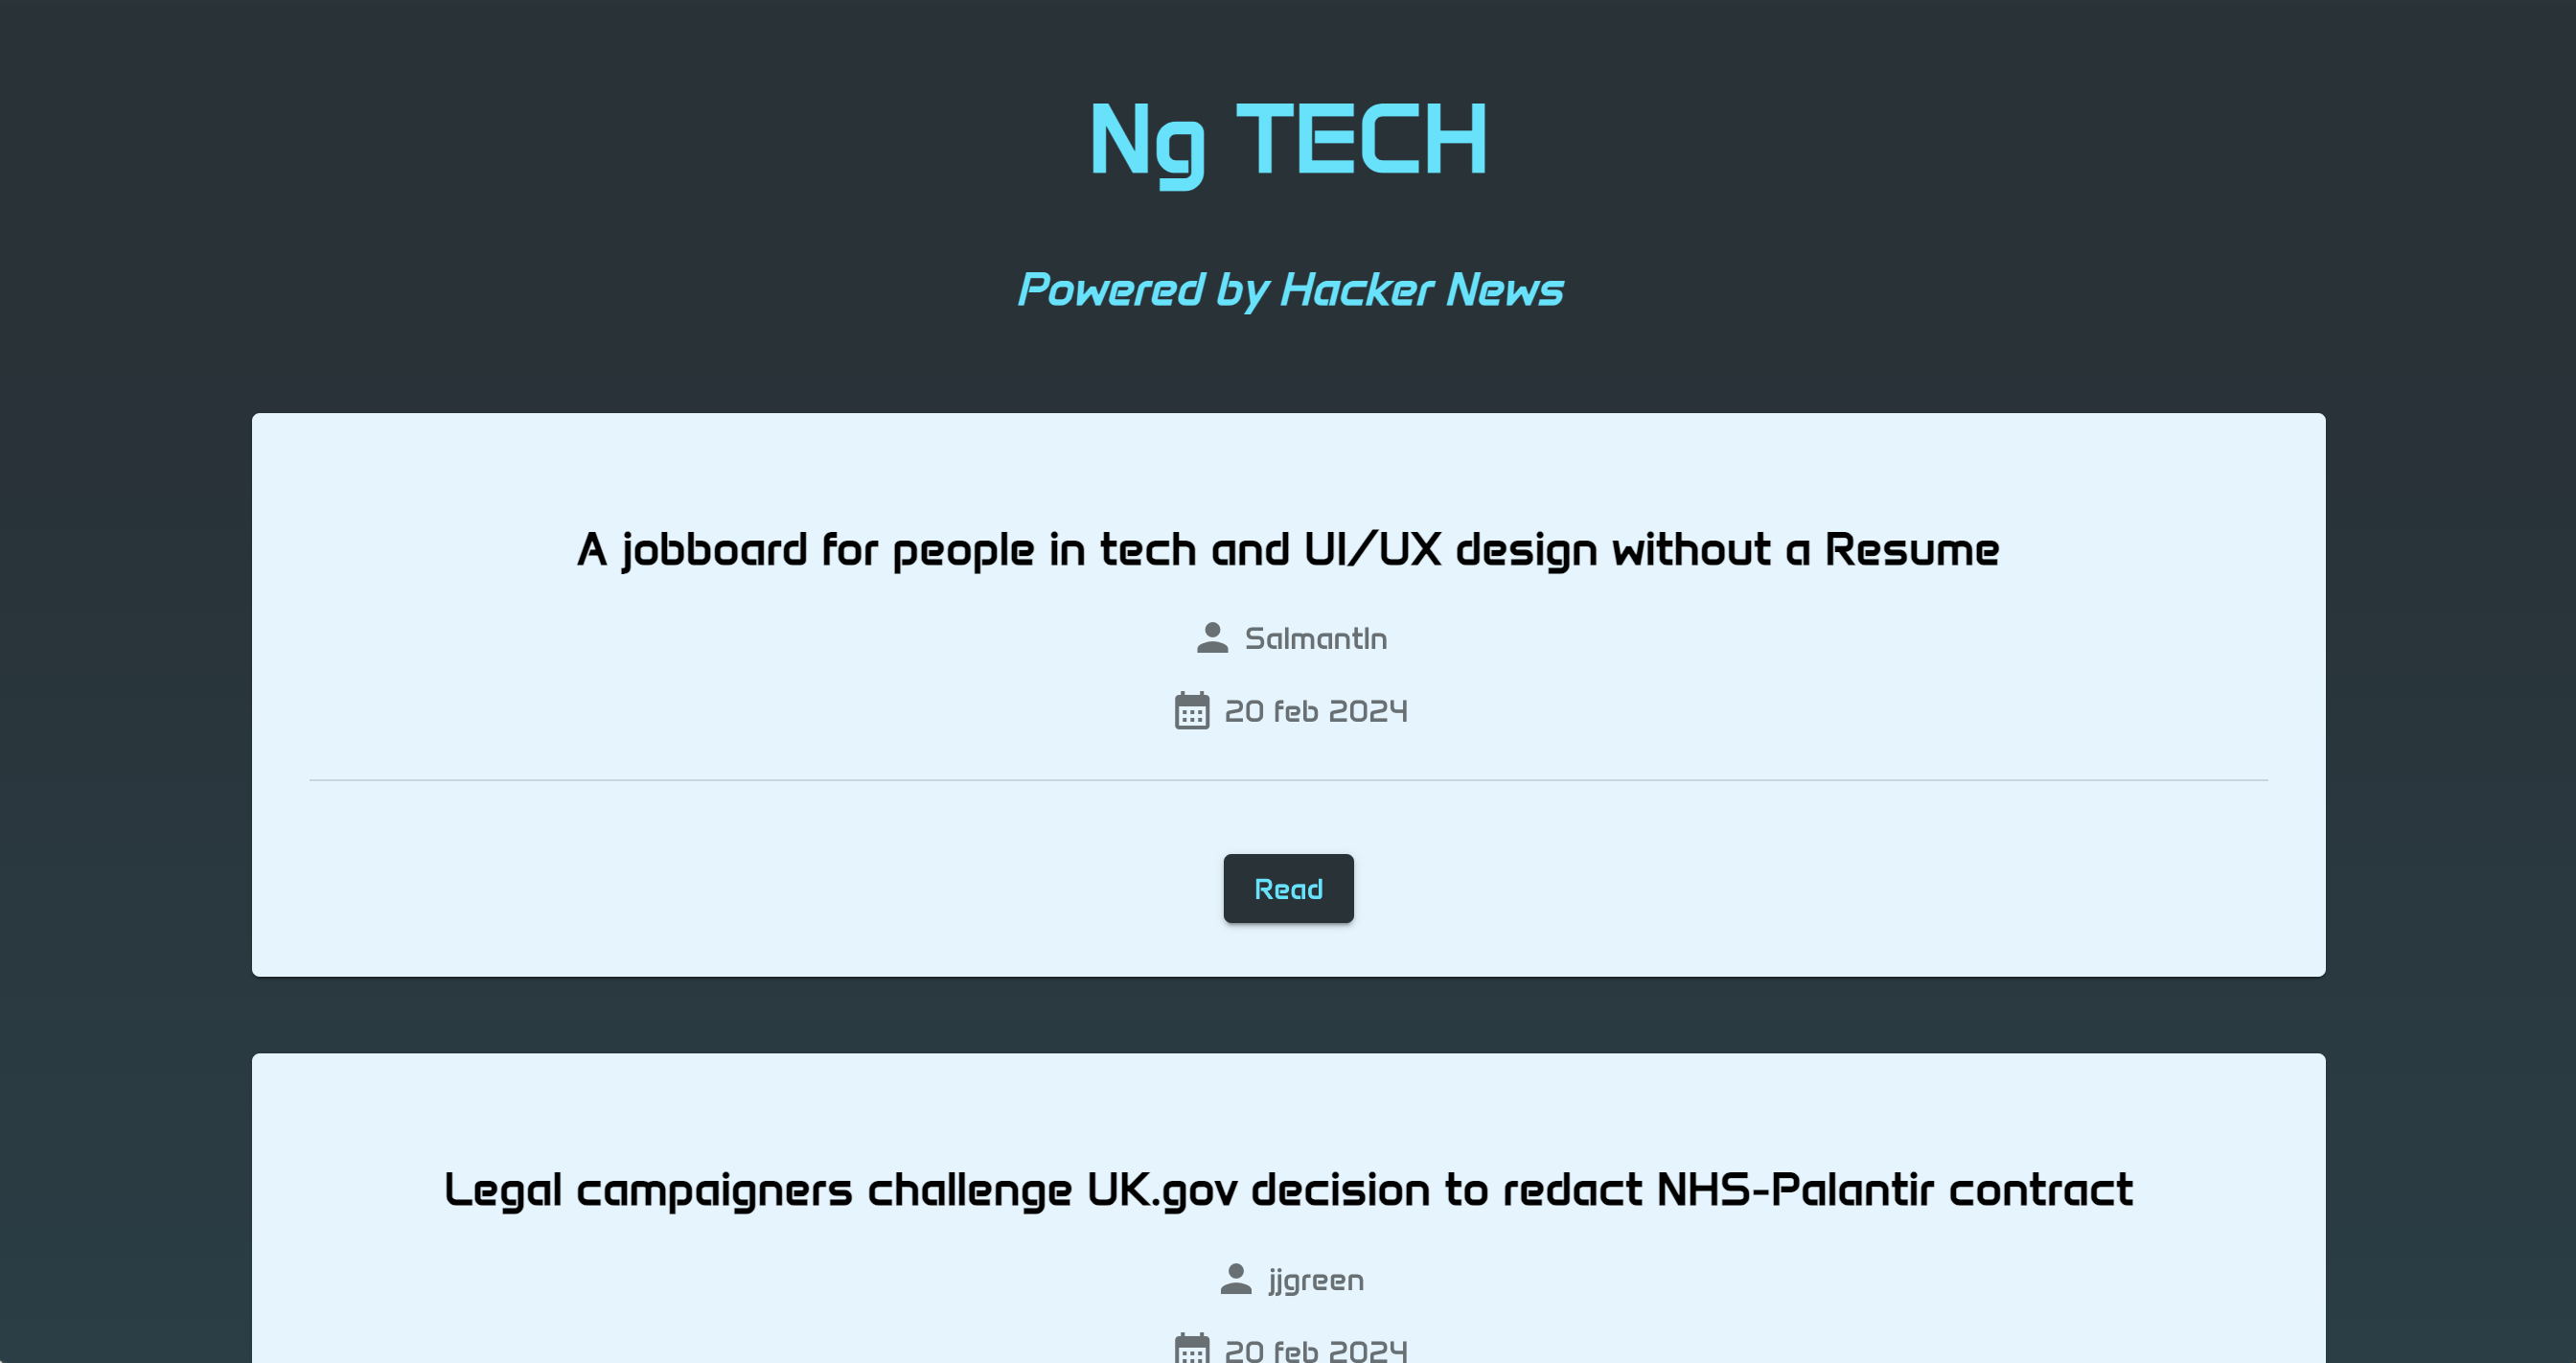 Ng TECH
Powered by Hacker News
A jobboard for people in tech and UI/UX design without a Resume
Salmantln
20 feb 2024
Read
Legal campaigners challenge UK.gov decision to redact NHS-Palantir contract
jjgreen
20 feb 2024